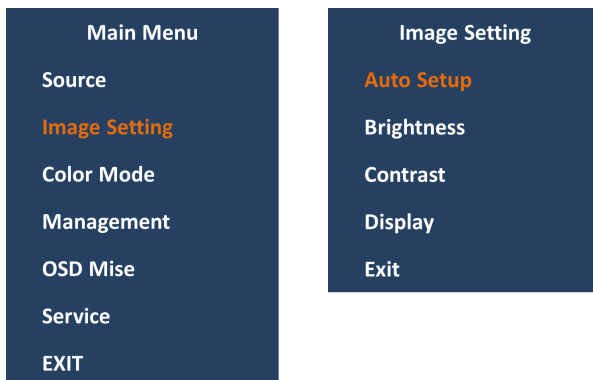 Main Menu
Source
Image Setting
Color Mode
Management
OSD Mise
Service
EXIT
Image Setting
Auto Setup
Brightness
Contrast
Display
Exit